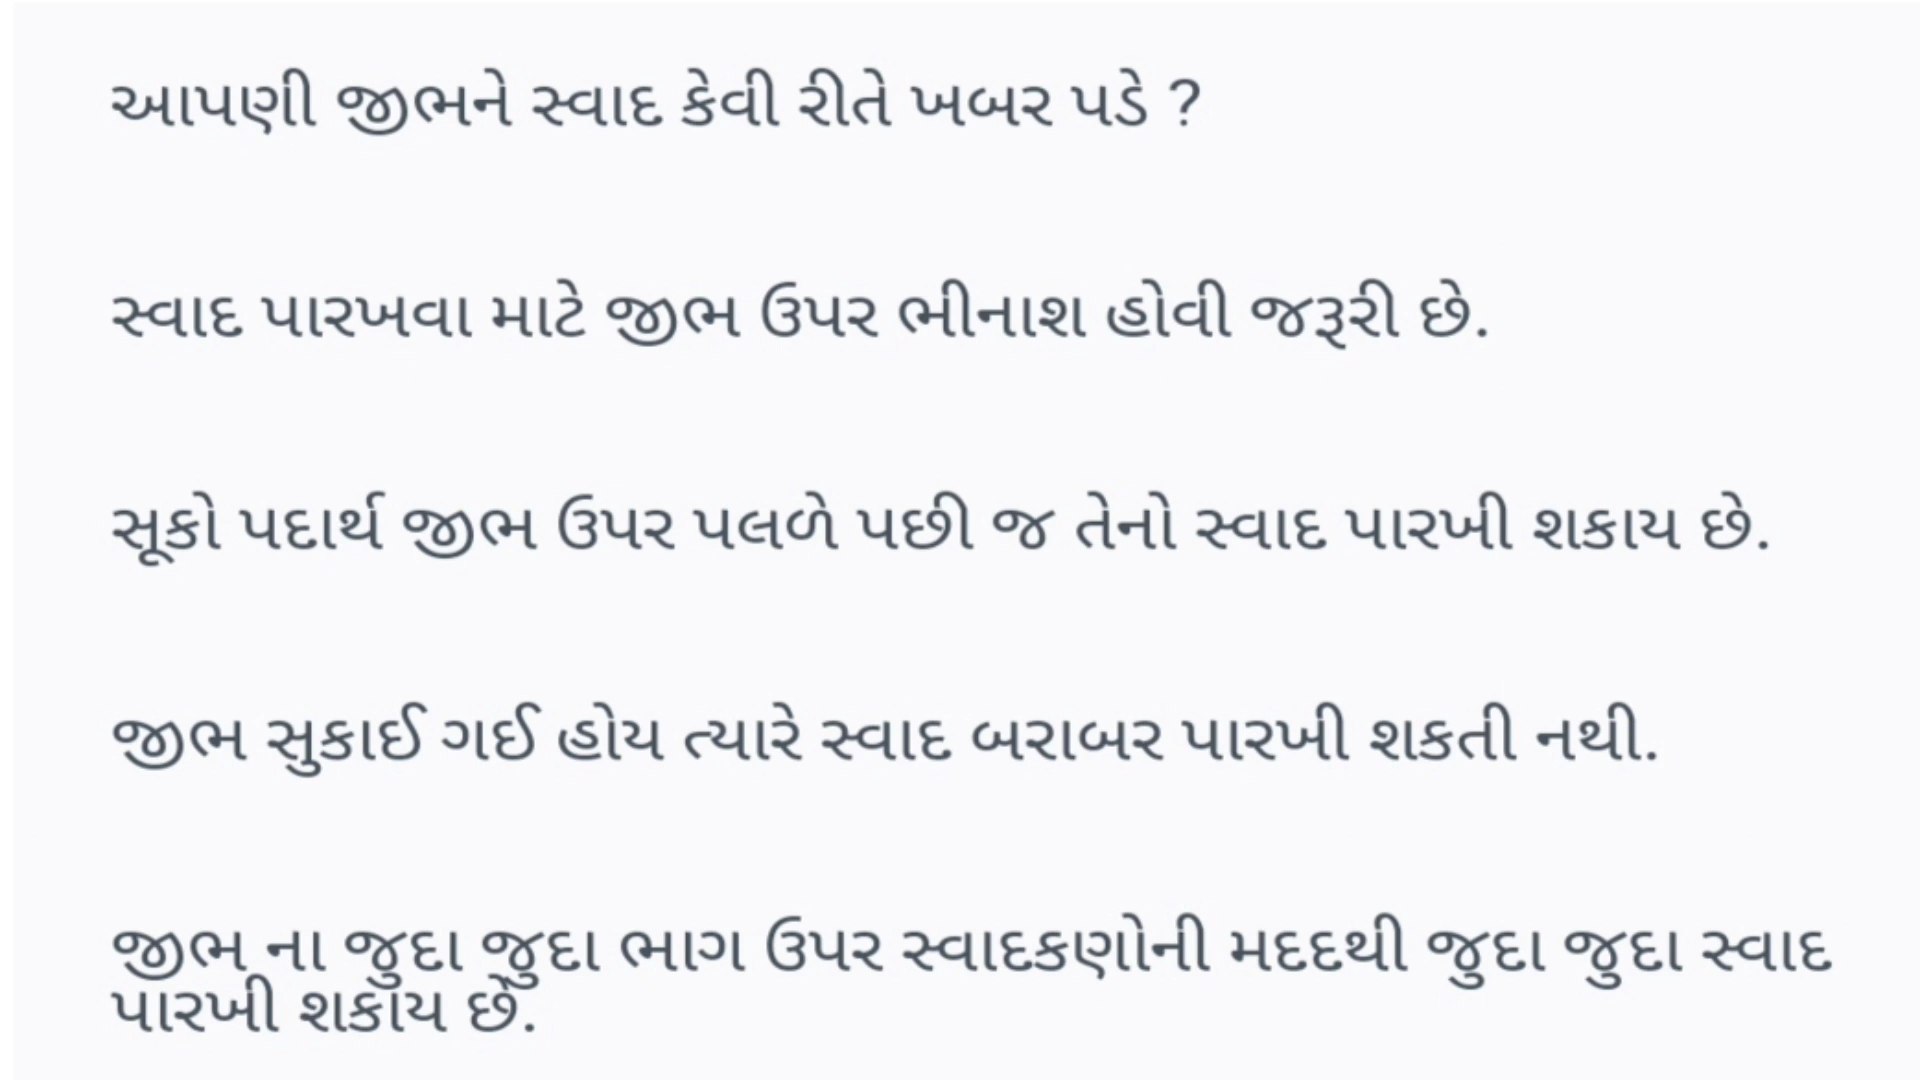 આપણી જીભને સ્વાદ કેવી રીતે ખબર પડે ?
સ્વાદ પારખવા માટે જીભ ઉપર ભીનાશ હોવી જરૂરી છે.
સૂકો પદાર્થ જીભ ઉપર પલળે પછી જ તેનો સ્વાદ પારખી શકાય છે.
જીભ સુકાઈ ગઈ હોય ત્યારે સ્વાદ બરાબર પારખી શકતી નથી.
જીભ ના જુદા જુદા ભાગ ઉપર સ્વાદકણોની મદદથી જુદા જુદા સ્વાદ
પારખી શકાય છે.